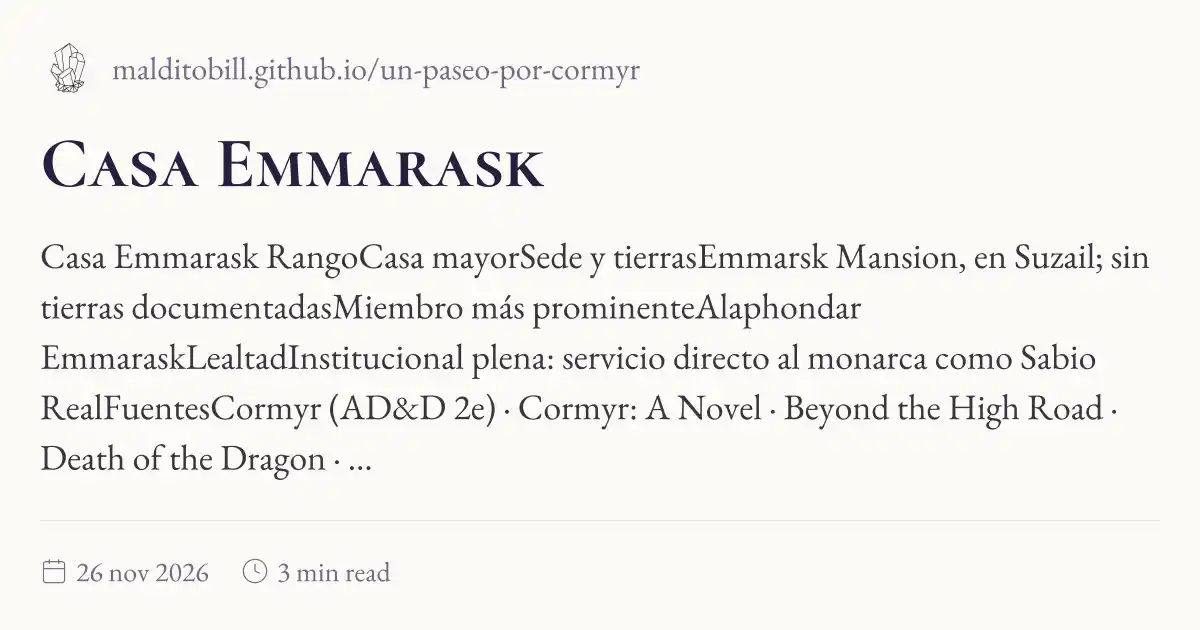 malditobill.github.io/un-paseo-por-cormyr
Casa Emmarask
Casa Emmarask RangoCasa mayorSede y tierrasEmmarsk Mansion, en Suzail; sin
tierras documentadasMiembro más prominenteAlaphondar
EmmaraskLealtadInstitucional plena: servicio directo al monarca como Sabio
RealFuentesCormyr (AD&D 2e) · Cormyr: A Novel · Beyond the High Road ·
Death of the Dragon · ...
26 nov 2026 3 min read